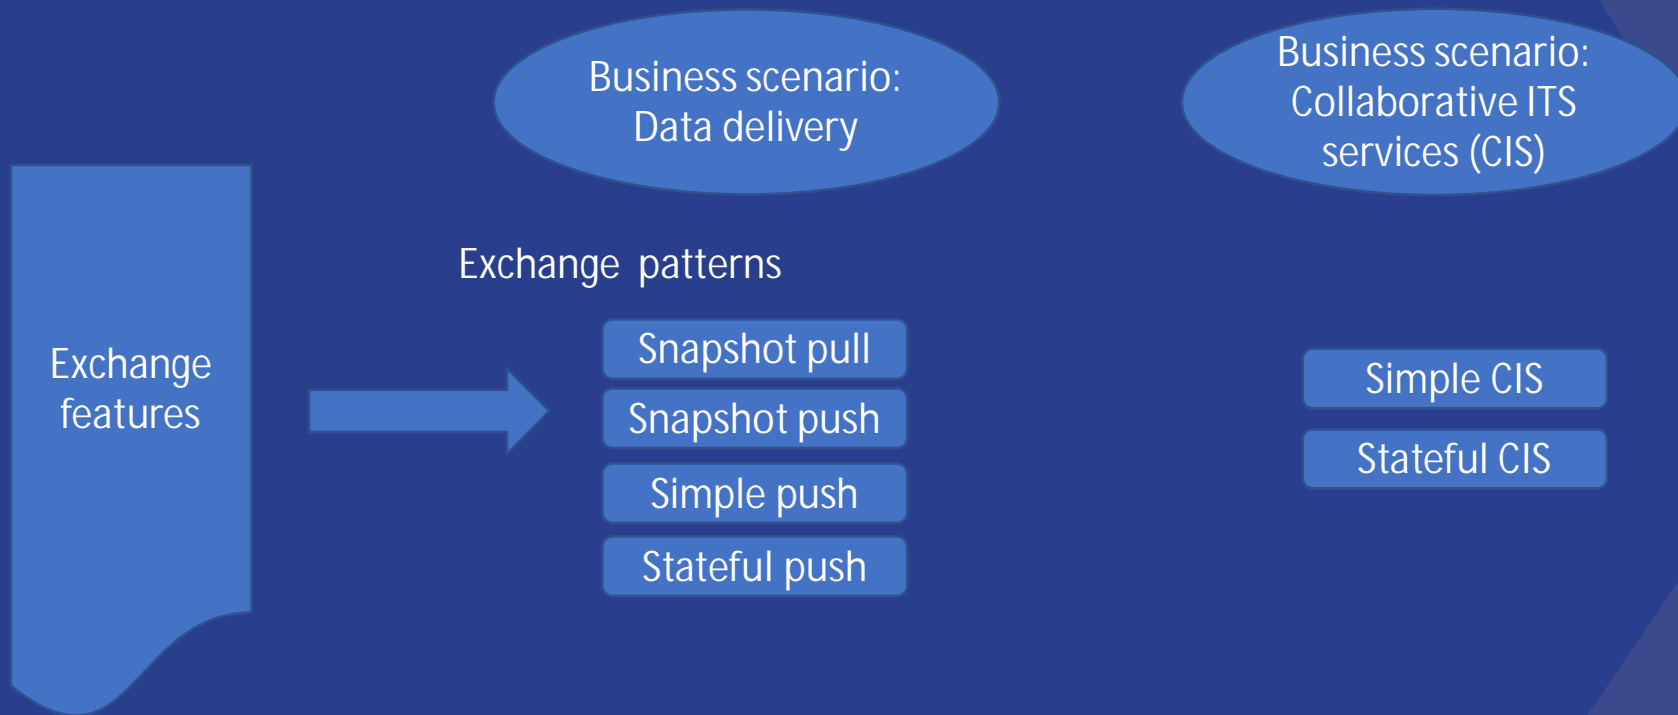 Business scenario:
Data delivery
Business scenario:
Collaborative ITS
services (CIS)
Exchange
features
Exchange patterns
Snapshot pull
Snapshot push
Simple push
Stateful push
Simple CIS
Stateful CIS